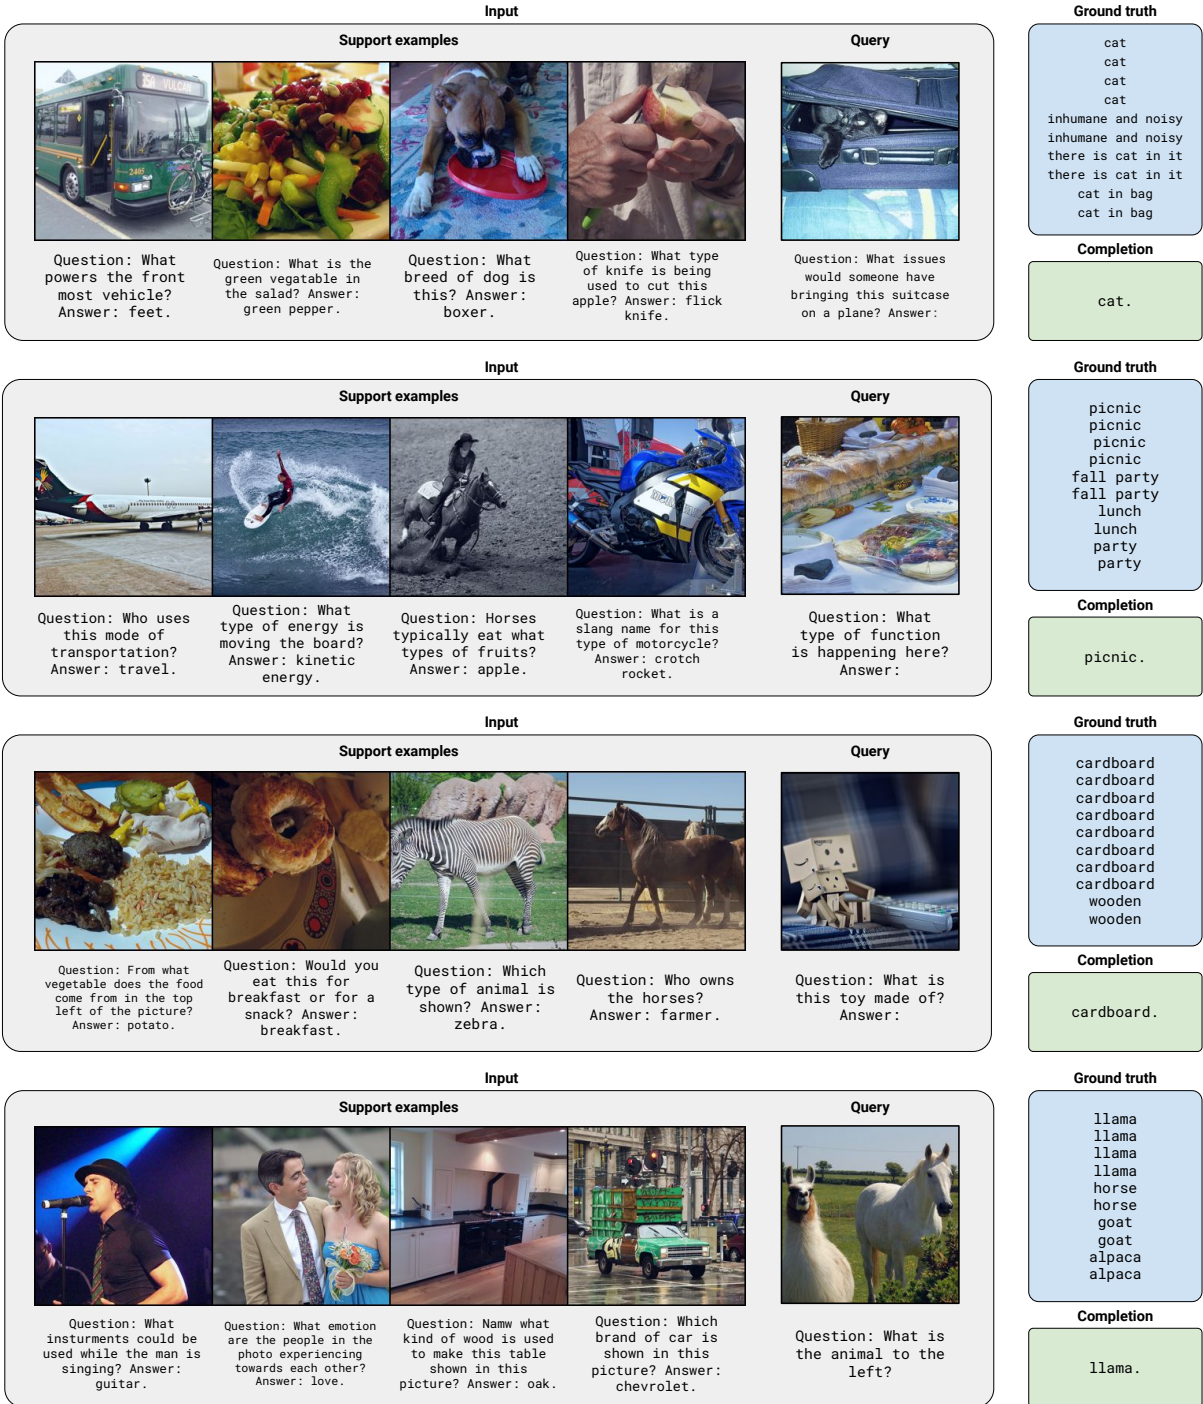 Input
Support examples
Query
Ground truth
35A VULCAN
2405
Question: What
powers the front
most vehicle?
Answer: feet.
Question: What is the
green vegatable in
the salad? Answer:
green pepper.
Question: What
breed of dog is
this? Answer:
boxer.
Question: What type
of knife is being
used to cut this
apple? Answer: flick
knife.
Question: What issues
would someone have
bringing this suitcase
on a plane? Answer:
cat
cat
cat
cat
inhumane and noisy
inhumane and noisy
there is cat in it
there is cat in it
cat in bag
cat in bag
Completion
cat.
Input
Support examples
Query
Ground truth
Question: Who uses
this mode of
transportation?
Answer: travel.
Question: What
type of energy is
moving the board?
Answer: kinetic
energy.
Question: Horses
typically eat what
types of fruits?
Answer: apple.
Question: What is a
slang name for this
type of motorcycle?
Answer: crotch
rocket.
Question: What
type of function
is happening here?
Answer:
picnic
picnic
picnic
picnic
fall party
fall party
lunch
lunch
party
party
Completion
picnic.
Input
Support examples
Query
Ground truth
Question: From what
vegetable does the food
come from in the top
left of the picture?
Answer: potato.
Question: Would you
eat this for
breakfast or for a
snack? Answer:
breakfast.
Question: Which
type of animal is
shown? Answer:
zebra.
Question: Who owns
the horses?
Answer: farmer.
Question: What is
this toy made of?
Answer:
cardboard
cardboard
cardboard
cardboard
cardboard
cardboard
cardboard
cardboard
wooden
wooden
Completion
cardboard.
Input
Support examples
Query
Ground truth
Question: What
insturments could be
used while the man is
singing? Answer:
guitar.
Question: What emotion
are the people in the
photo experiencing
towards each other?
Answer: love.
Question: Namw what
kind of wood is used
to make this table
shown in this
picture? Answer: oak.
Question: Which
brand of car is
shown in this
picture? Answer:
chevrolet.
Question: What is
the animal to the
left?
llama
llama
llama
llama
horse
horse
goat
goat
alpaca
alpaca
Completion
llama.